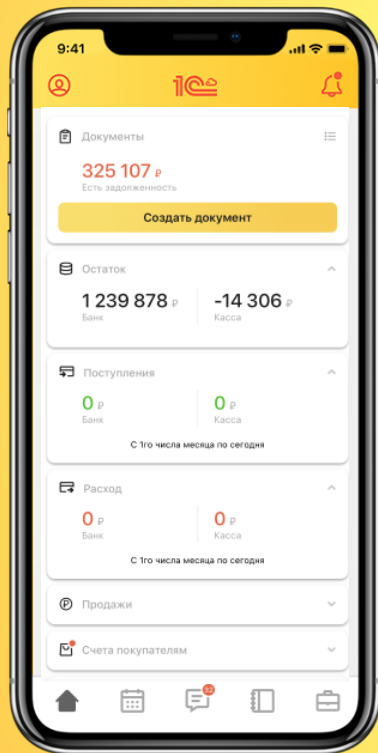 9:41
1С
Документы
325 107 ₽
Есть задолженность
Создать документ
Остаток
1 239 878 ₽ -14 306 ₽
Банк Касса
Поступления
0 ₽ 0 ₽
Банк Касса
С 1го числа месяца по сегодня
Расход
0 ₽ 0 ₽
Банк Касса
С 1го числа месяца по сегодня
Продажи
Счета покупателям
32